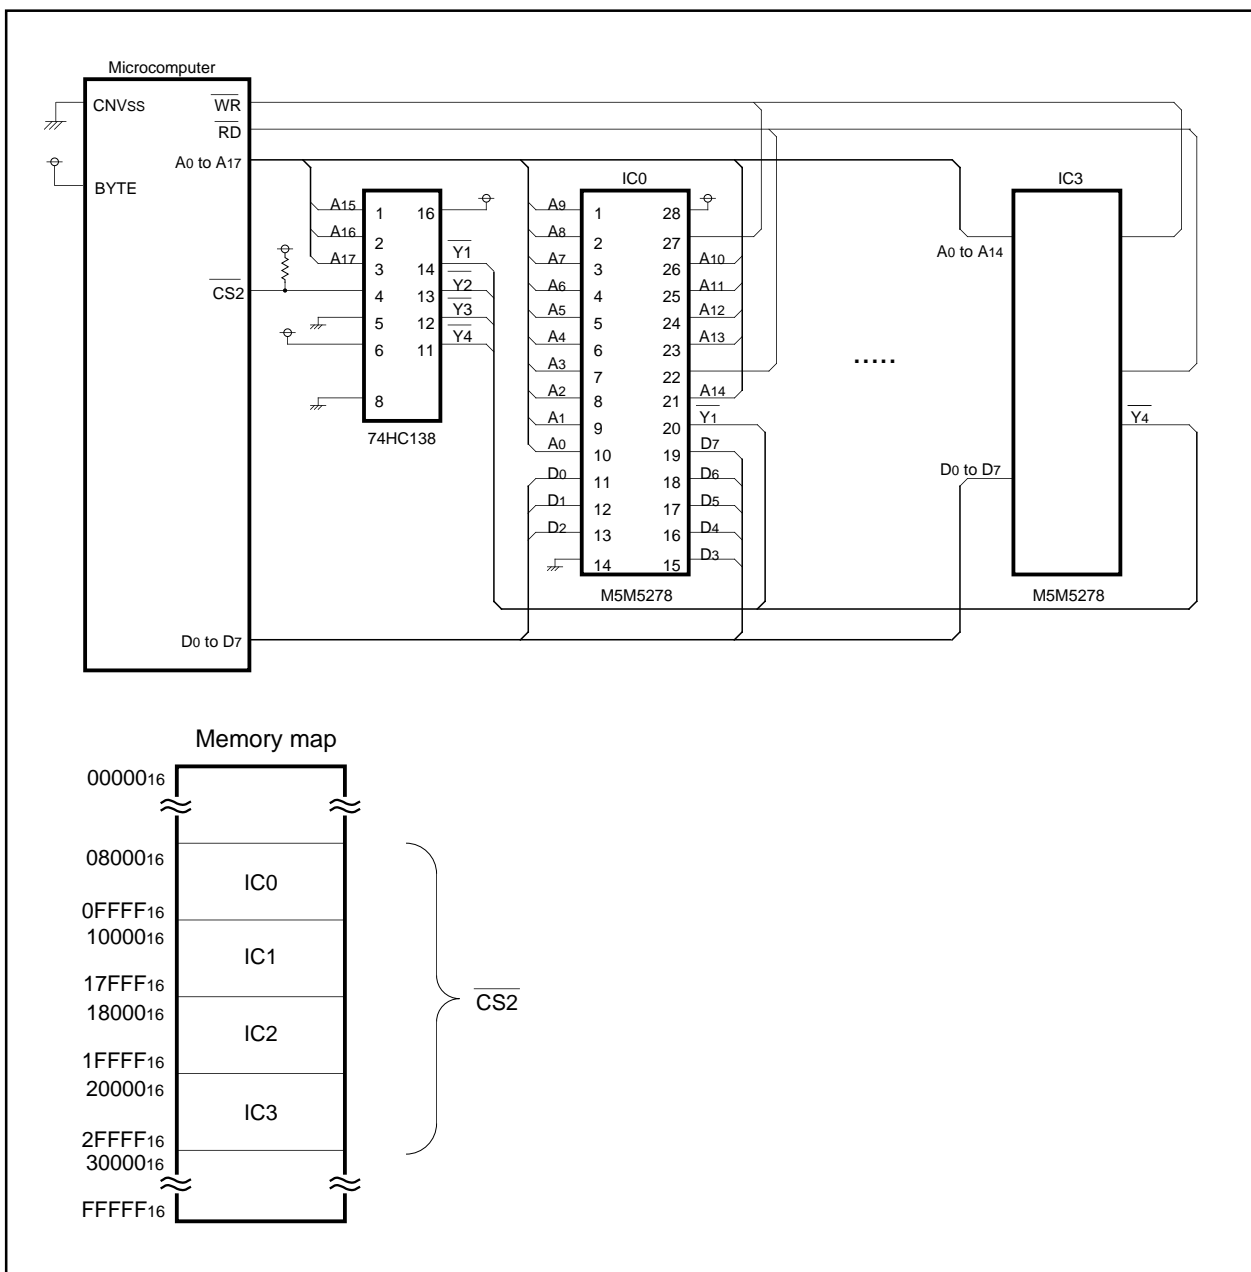 Microcomputer
CNVSS
WR
RD
A0 to A17
BYTE
CS2
D0 to D7
A15
A16
A17
1
2
3
4
5
6
8
16
14
13
12
11
Y1
Y2
Y3
Y4
74HC138
IC0
A9
A8
A7
A6
A5
A4
A3
A2
A1
A0
D0
D1
D2
1
2
3
4
5
6
7
8
9
10
11
12
13
14
28
27
26
25
24
23
22
21
20
19
18
17
16
15
A10
A11
A12
A13
A14
Y1
D7
D6
D5
D4
D3
M5M5278
.....
IC3
A0 to A14
Y4
D0 to D7
M5M5278
Memory map
0000016
0800016
IC0
0FFFF16
1000016
IC1
17FFF16
1800016
IC2
1FFFF16
2000016
IC3
2FFFF16
3000016
FFFFF16
CS2